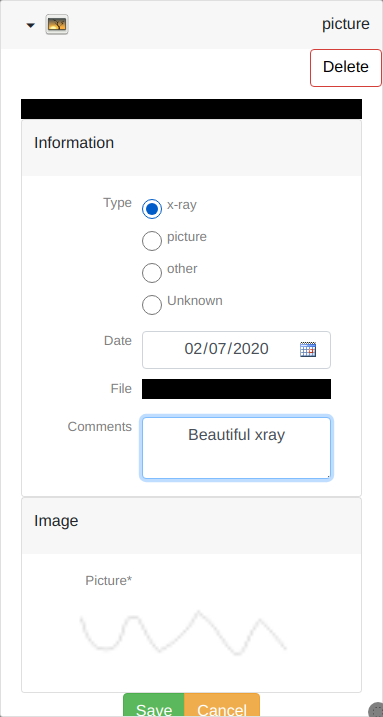 picture
Delete
Information
Type
x-ray
picture
other
Unknown
Date
02/07/2020
File
Comments
Beautiful xray
Image
Picture*
Save
Cancel